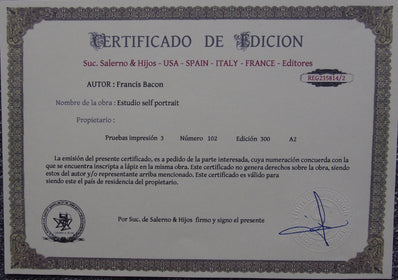 CERTIFICADO DE EDICION
Suc. Salerno & Hijos - USA - SPAIN - ITALY - FRANCE - Editores
REG235814/2
AUTOR : Francis Bacon
Nombre de la obra : Estudio self portrait
Propietario :
Pruebas impresión 3 Número 102 Edición 300 A2
La emisión del presente certificado, es a pedido de la parte interesada, cuya numeración concuerda con la
que se encuentra inscripta a lápiz en la misma obra. Este certificado no genera derechos sobre la obra, siendo
estos del autor y/o representante arriba mencionado. Este certificado es válido para
siendo este el país de residencia del propietario.
Por Suc. de Salerno & Hijos firmo y signo el presente